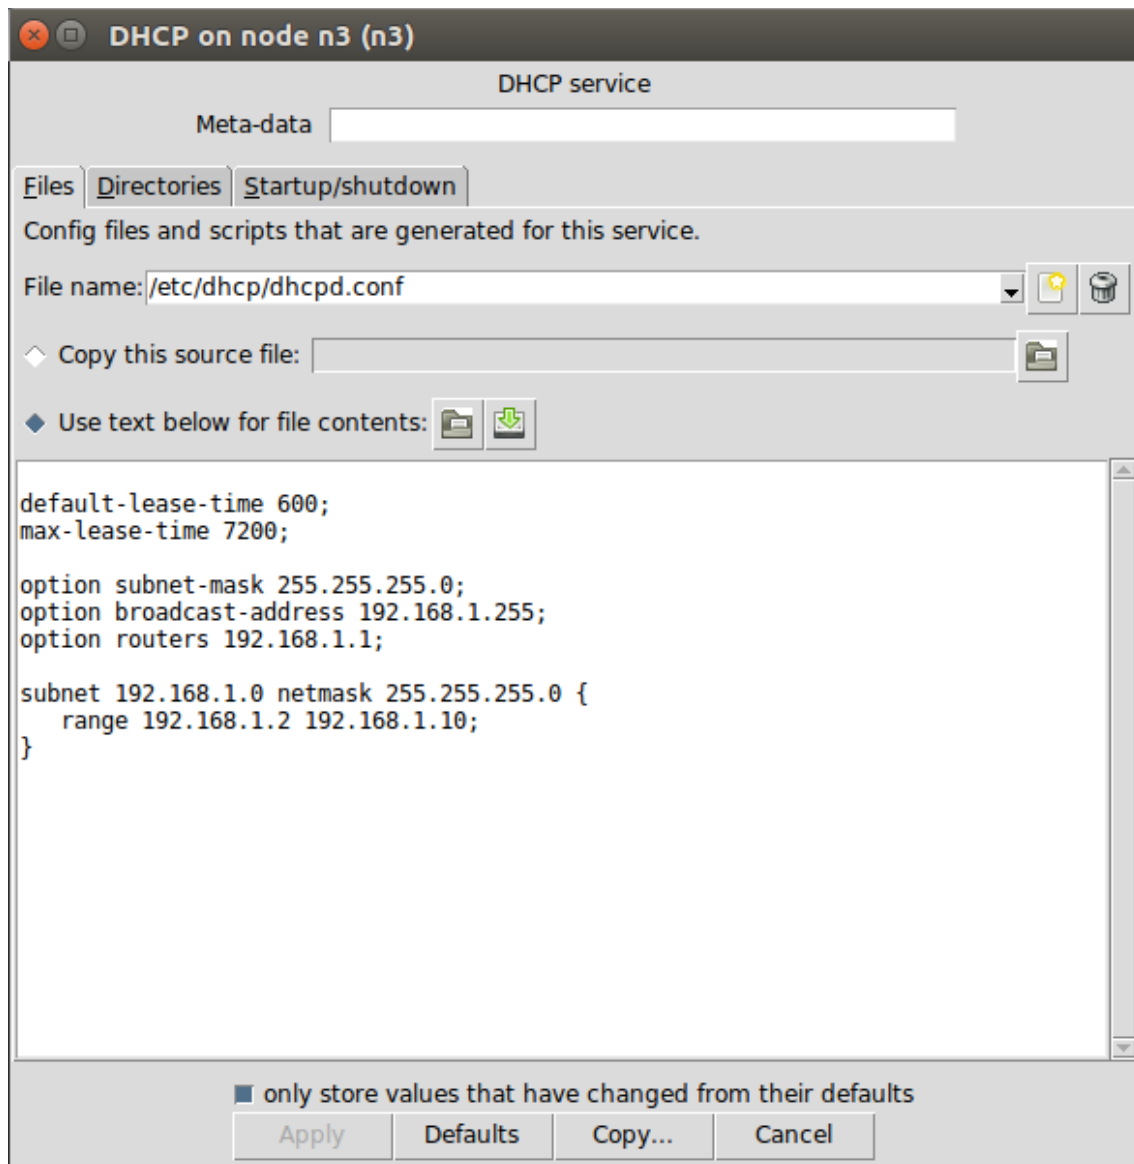 DHCP on node n3 (n3)
DHCP service
Meta-data
Files Directories Startup/shutdown
Config files and scripts that are generated for this service.
File name: /etc/dhcp/dhcpd.conf
Copy this source file:
Use text below for file contents:
default-lease-time 600;
max-lease-time 7200;
option subnet-mask 255.255.255.0;
option broadcast-address 192.168.1.255;
option routers 192.168.1.1;
subnet 192.168.1.0 netmask 255.255.255.0 {
   range 192.168.1.2 192.168.1.10;
}
only store values that have changed from their defaults
Apply Defaults Copy... Cancel